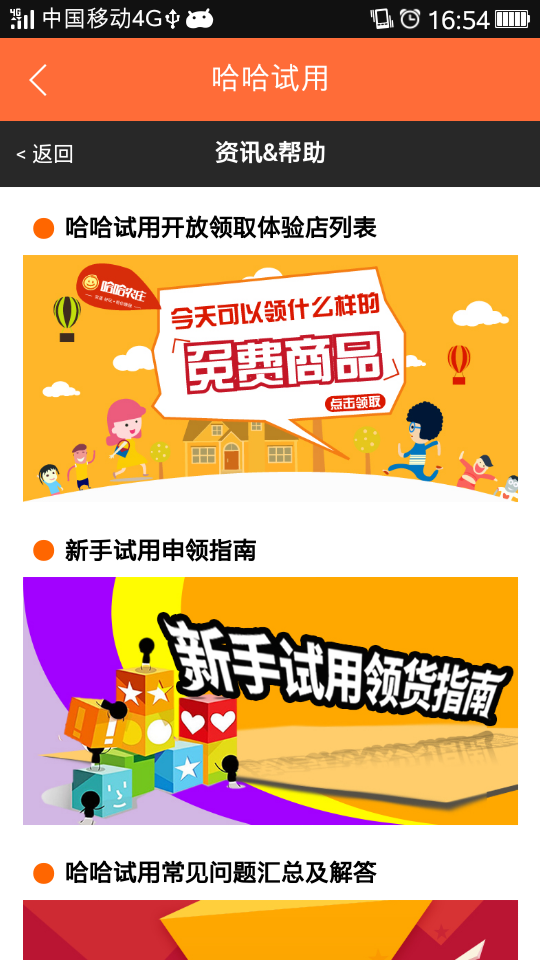 中国移动4G 16:54
哈哈试用
< 返回 资讯&帮助
哈哈试用开放领取体验店列表
哈哈农庄
今天可以领什么样的
「免费商品」
点击领取
新手试用申领指南
新手试用领货指南
哈哈试用常见问题汇总及解答